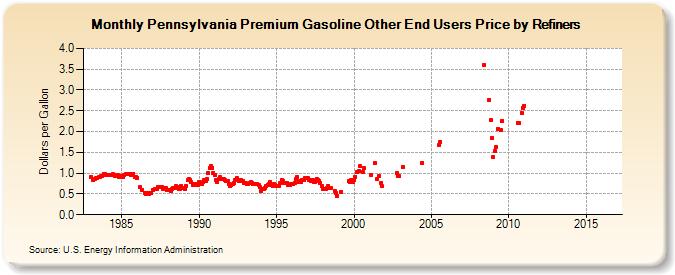 Monthly Pennsylvania Premium Gasoline Other End Users Price by Refiners
Dollars per Gallon
4.0
3.5
3.0
2.5
2.0
1.5
1.0
0.5
0.0
1985 1990 1995 2000 2005 2010 2015
Source: U.S. Energy Information Administration